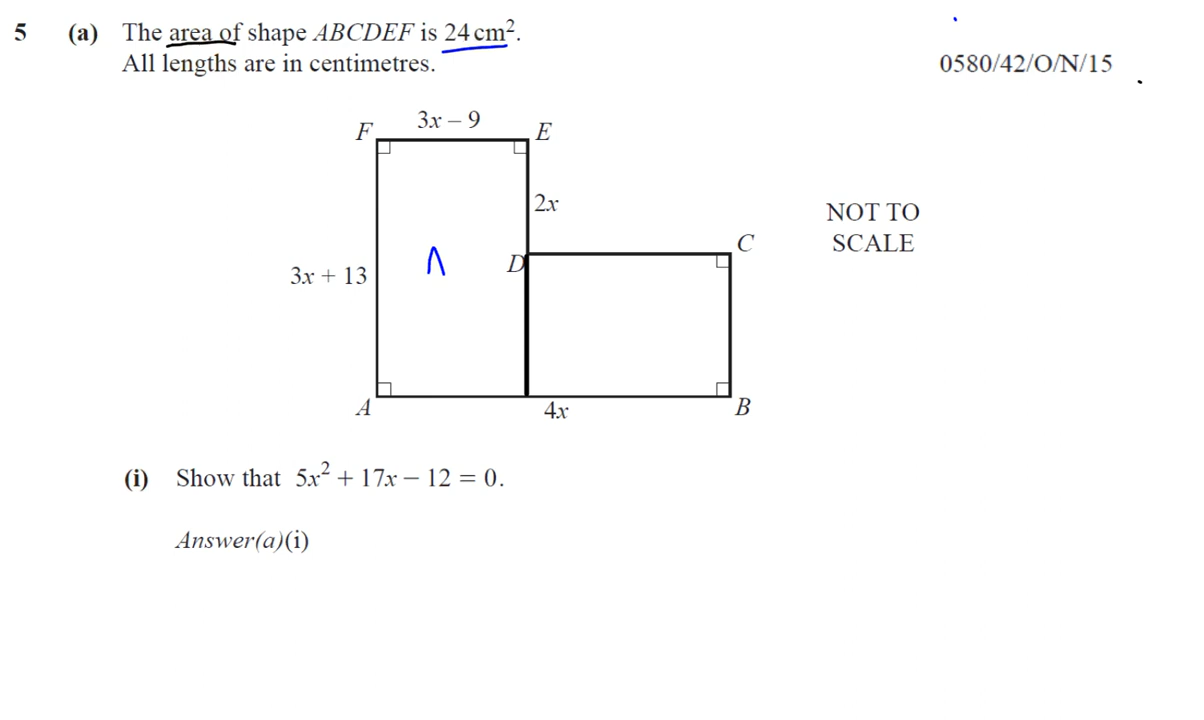 5 (a) The area of shape ABCDEF is 24 cm².
All lengths are in centimetres.
0580/42/O/N/15
3x – 9
F
E
2x
NOT TO
SCALE
C
D
3x + 13
A
4x
B
(i) Show that 5x² + 17x – 12 = 0.
Answer(a)(i)